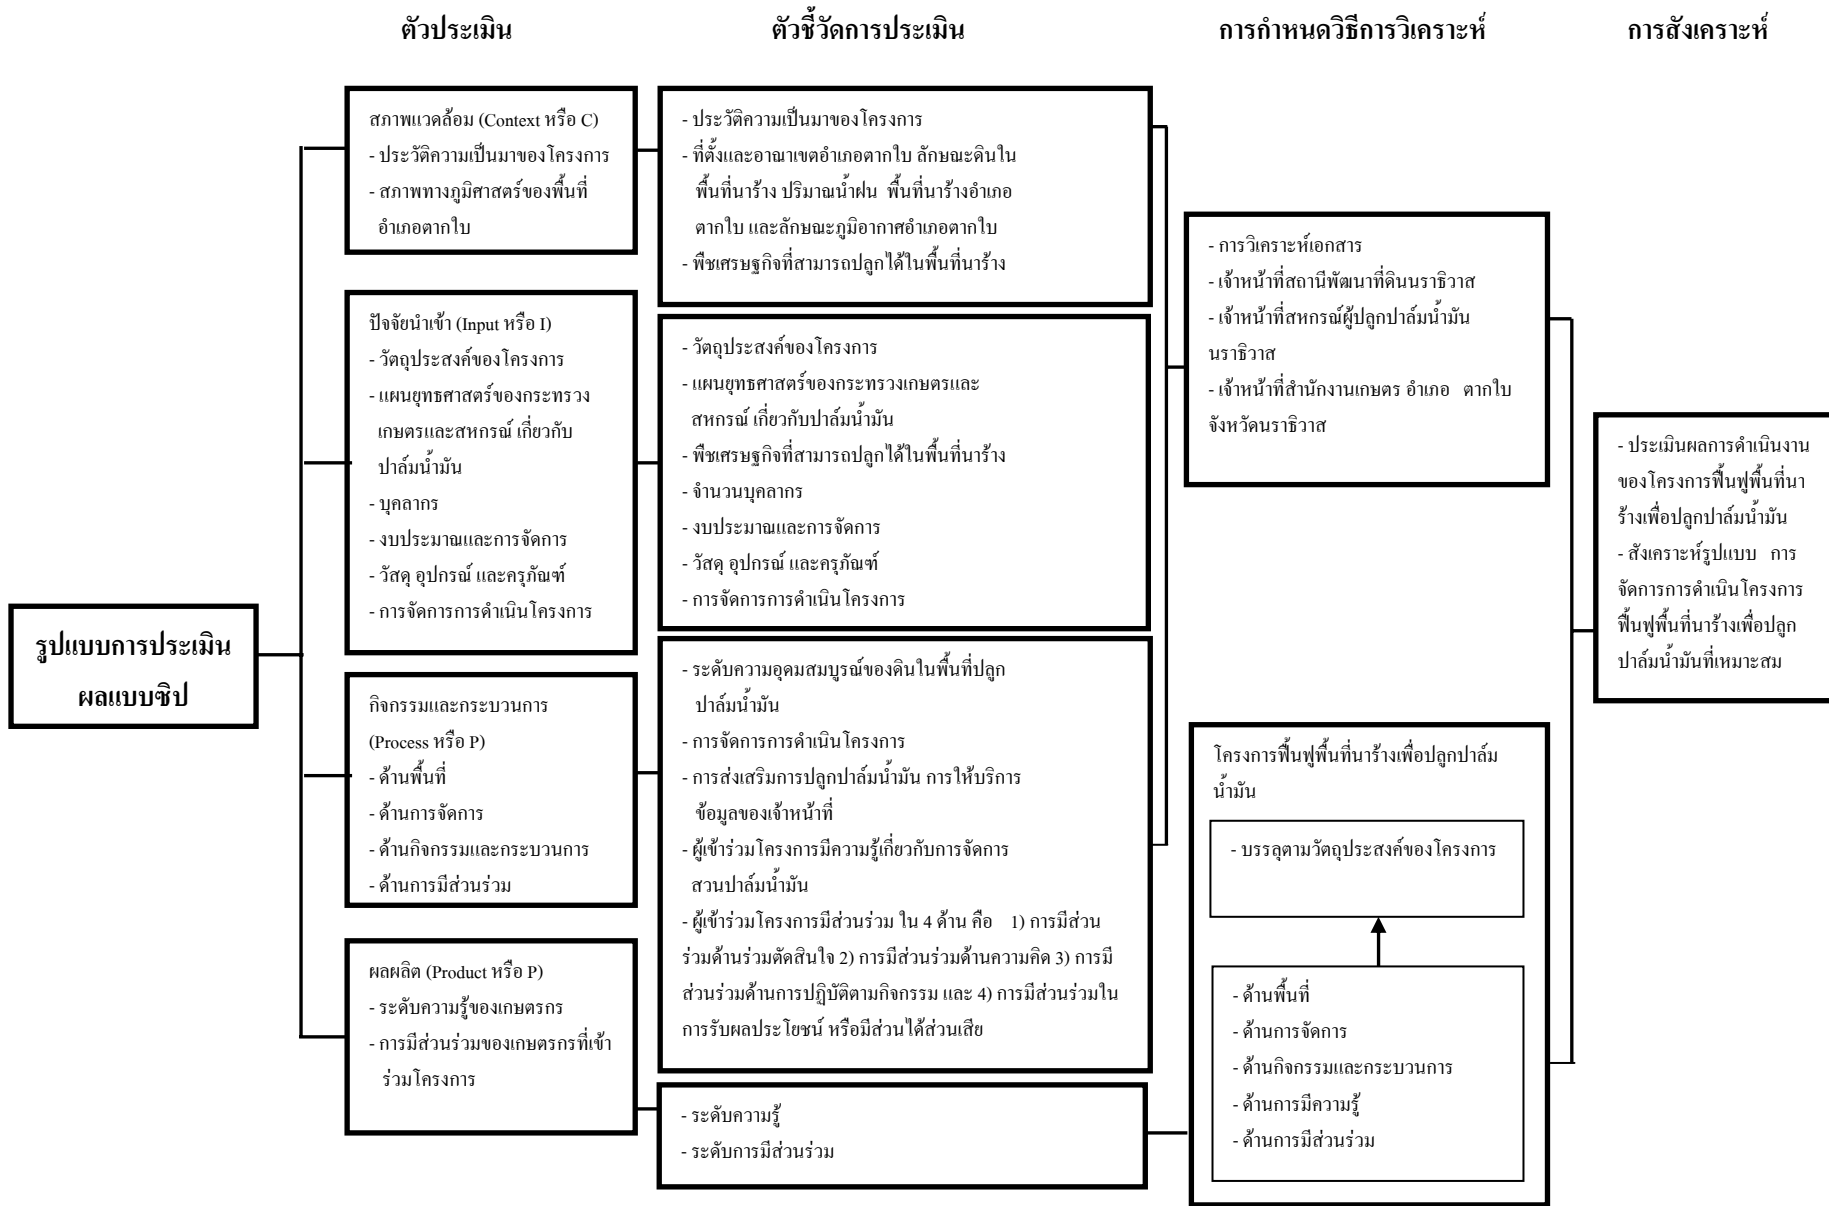 ตัวประเมิน
ตัวชี้วัดการประเมิน
การกำหนดวิธีการวิเคราะห์
การสังเคราะห์
รูปแบบการประเมิน
ผลแบบซิป
สภาพแวดล้อม (Context หรือ C)
- ประวัติความเป็นมาของโครงการ
- สภาพทางภูมิศาสตร์ของพื้นที่
อำเภอตากใบ
ปัจจัยนำเข้า (Input หรือ I)
- วัตถุประสงค์ของโครงการ
- แผนยุทธศาสตร์ของกระทรวง
เกษตรและสหกรณ์ เกี่ยวกับ
ปาล์มน้ำมัน
- บุคลากร
- งบประมาณและการจัดการ
- วัสดุ อุปกรณ์ และครุภัณฑ์
- การจัดการการดำเนินโครงการ
กิจกรรมและกระบวนการ
(Process หรือ P)
- ด้านพื้นที่
- ด้านการจัดการ
- ด้านกิจกรรมและกระบวนการ
- ด้านการมีส่วนร่วม
ผลผลิต (Product หรือ P)
- ระดับความรู้ของเกษตรกร
- การมีส่วนร่วมของเกษตรกรที่เข้า
ร่วมโครงการ
- ประวัติความเป็นมาของโครงการ
- ที่ตั้งและอาณาเขตอำเภอตากใบ ลักษณะดินใน
พื้นที่นาร้าง ปริมาณน้ำฝน พื้นที่นาร้างอำเภอ
ตากใบ และลักษณะภูมิอากาศอำเภอตากใบ
- พืชเศรษฐกิจที่สามารถปลูกได้ในพื้นที่นาร้าง
- วัตถุประสงค์ของโครงการ
- แผนยุทธศาสตร์ของกระทรวงเกษตรและ
สหกรณ์ เกี่ยวกับปาล์มน้ำมัน
- พืชเศรษฐกิจที่สามารถปลูกได้ในพื้นที่นาร้าง
- จำนวนบุคลากร
- งบประมาณและการจัดการ
- วัสดุ อุปกรณ์ และครุภัณฑ์
- การจัดการการดำเนินโครงการ
- ระดับความอุดมสมบูรณ์ของดินในพื้นที่ปลูก
ปาล์มน้ำมัน
- การจัดการการดำเนินโครงการ
- การส่งเสริมการปลูกปาล์มน้ำมัน การให้บริการ
ข้อมูลของเจ้าหน้าที่
- ผู้เข้าร่วมโครงการมีความรู้เกี่ยวกับการจัดการ
สวนปาล์มน้ำมัน
- ผู้เข้าร่วมโครงการมีส่วนร่วม ใน 4 ด้าน คือ 1) การมีส่วน
ร่วมด้านร่วมตัดสินใจ 2) การมีส่วนร่วมด้านความคิด 3) การมี
ส่วนร่วมด้านการปฏิบัติตามกิจกรรม และ 4) การมีส่วนร่วมใน
การรับผลประโยชน์ หรือมีส่วนได้ส่วนเสีย
- ระดับความรู้
- ระดับการมีส่วนร่วม
- การวิเคราะห์เอกสาร
- เจ้าหน้าที่สถานีพัฒนาที่ดินนราธิวาส
- เจ้าหน้าที่สหกรณ์ผู้ปลูกปาล์มน้ำมัน
นราธิวาส
- เจ้าหน้าที่สำนักงานเกษตร อำเภอ ตากใบ
จังหวัดนราธิวาส
โครงการฟื้นฟูพื้นที่นาร้างเพื่อปลูกปาล์ม
น้ำมัน
- บรรลุตามวัตถุประสงค์ของโครงการ
- ด้านพื้นที่
- ด้านการจัดการ
- ด้านกิจกรรมและกระบวนการ
- ด้านการมีความรู้
- ด้านการมีส่วนร่วม
- ประเมินผลการดำเนินงาน
ของโครงการฟื้นฟูพื้นที่นา
ร้างเพื่อปลูกปาล์มน้ำมัน
- สังเคราะห์รูปแบบ การ
จัดการการดำเนินโครงการ
ฟื้นฟูพื้นที่นาร้างเพื่อปลูก
ปาล์มน้ำมันที่เหมาะสม